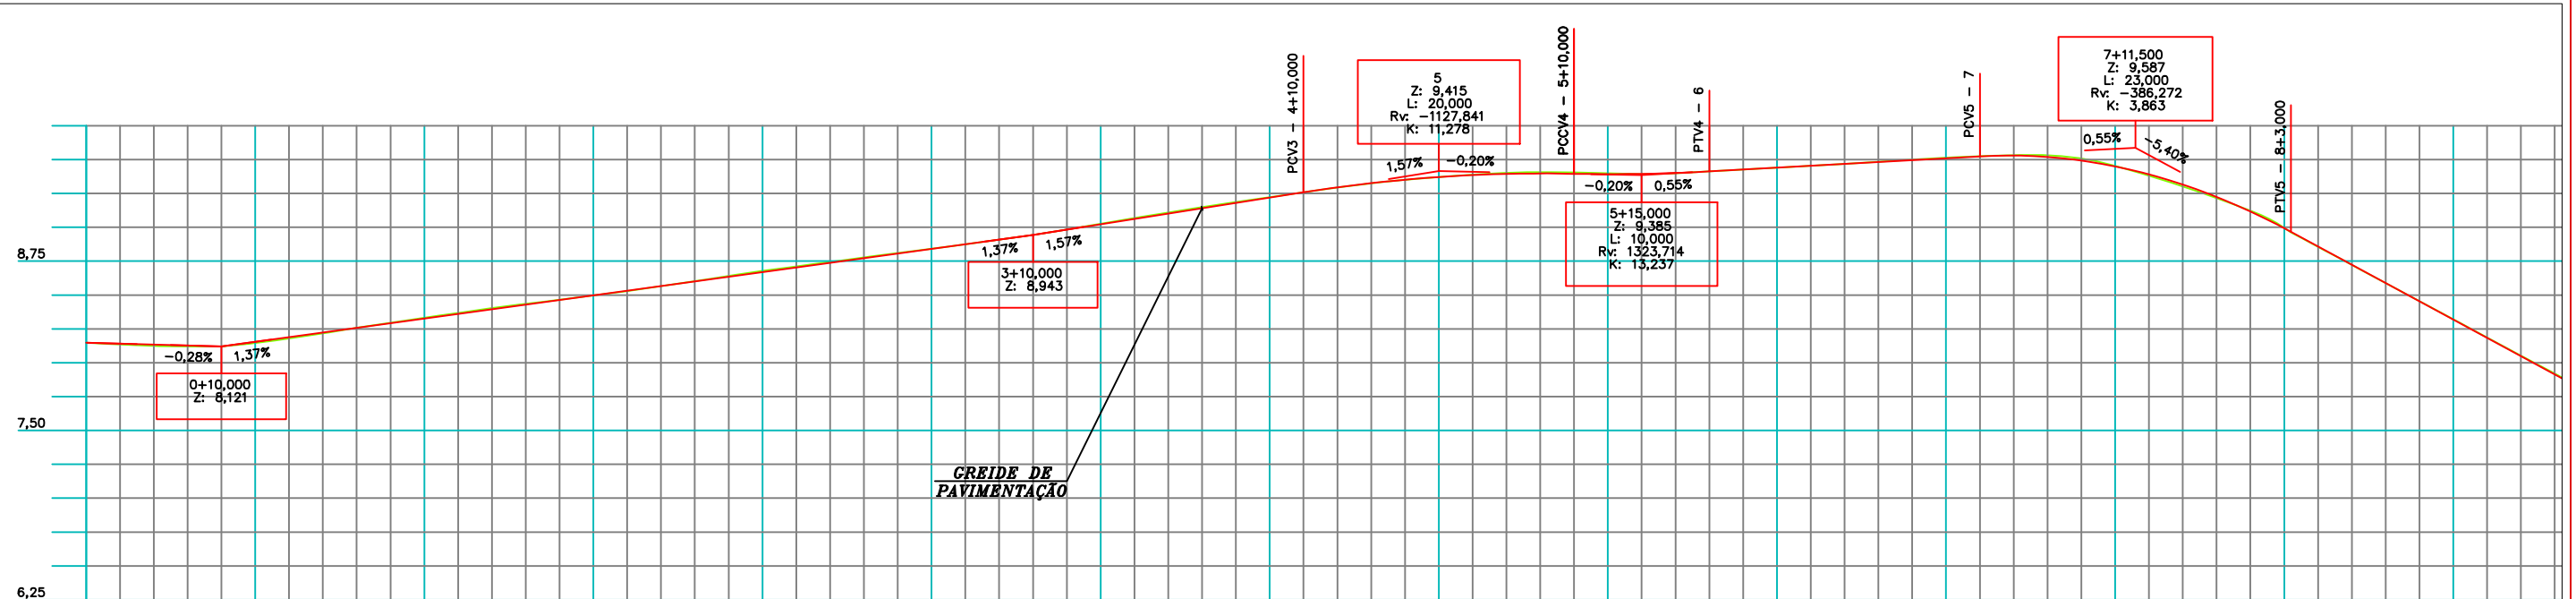 8,75
7,50
6,25
-0,28%
1,37%
0+10,000
Z: 8,121
1,37%
1,57%
3+10,000
Z: 8,943
GREIDE DE
PAVIMENTAÇÃO
PCV3 - 4+10,000
5
Z: 9,415
L: 20,000
Rv: -1127,841
K: 11,278
1,57%
-0,20%
PCCV4 - 5+10,000
-0,20%
0,55%
5+15,000
Z: 9,385
L: 10,000
Rv: 1323,714
K: 13,237
PTV4 - 6
PCV5 - 7
7+11,500
Z: 9,587
L: 23,000
Rv: -386,272
K: 3,863
0,55%
-5,40%
PTV5 - 8+3,000